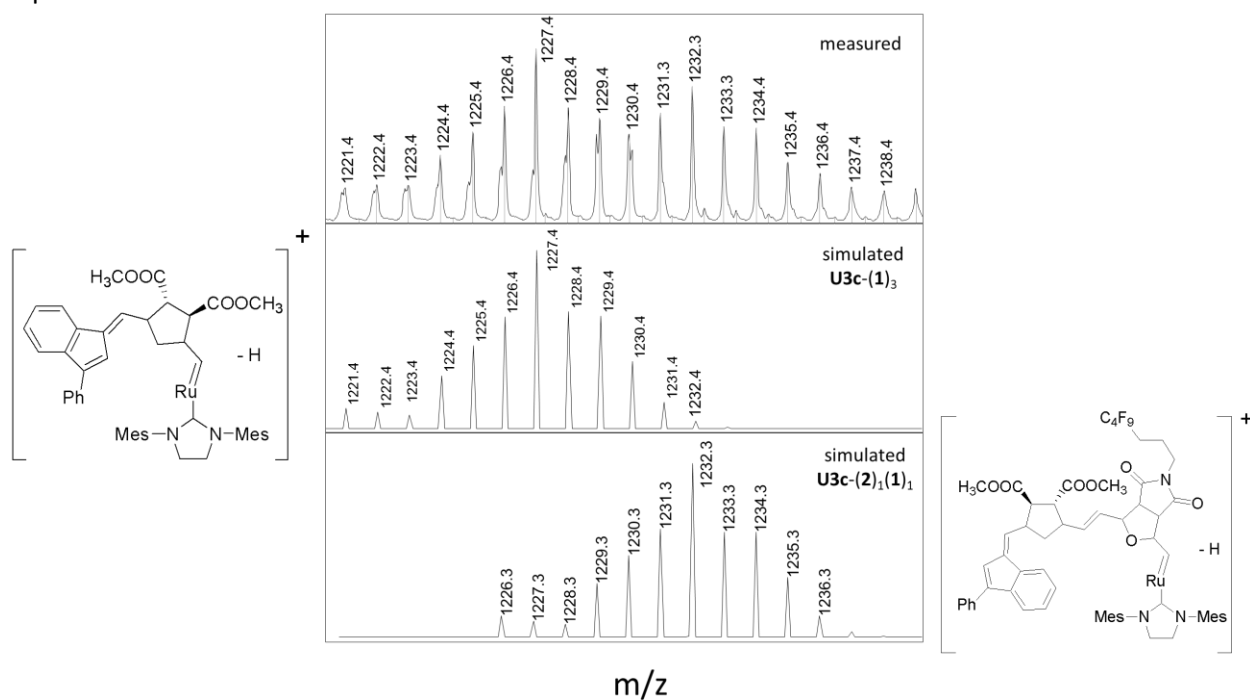 measured
1221.4
1222.4
1223.4
1224.4
1225.4
1226.4
1227.4
1228.4
1229.4
1230.4
1231.3
1232.3
1233.3
1234.4
1235.4
1236.4
1237.4
1238.4
simulated
U3c-(1)3
1221.4
1222.4
1223.4
1224.4
1225.4
1226.4
1227.4
1228.4
1229.4
1230.4
1231.4
1232.4
simulated
U3c-(2)1(1)1
1226.3
1227.3
1228.3
1229.3
1230.3
1231.3
1232.3
1233.3
1234.3
1235.3
1236.3
m/z
+
H3COOC
COOCH3
- H
Ph
Ru
Mes N N Mes
+
C4F9
O N O
H3COOC COOCH3
O
- H
Ph
Ru
Mes N N Mes